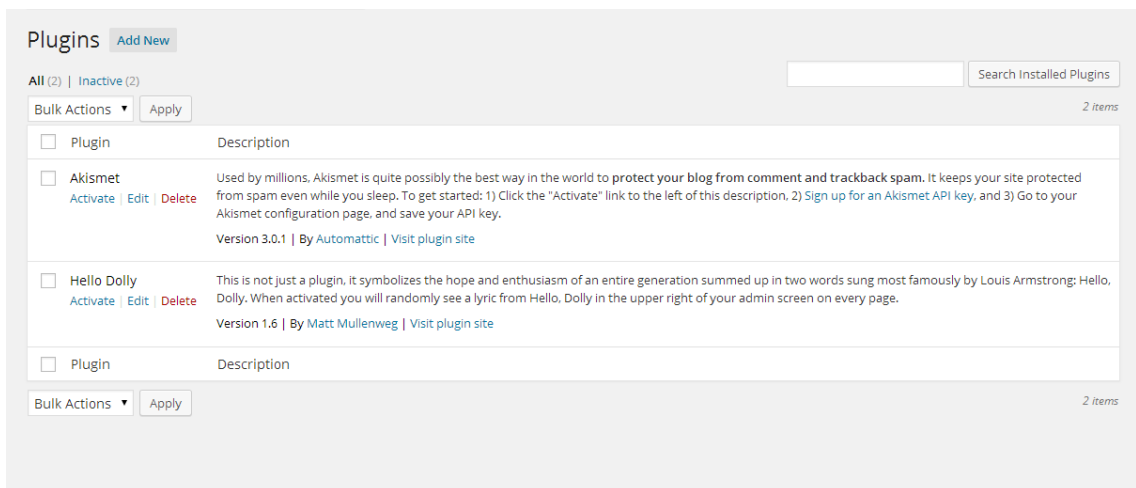 Plugins Add New
All (2) | Inactive (2)
Search Installed Plugins
Bulk Actions Apply
2 items
Plugin Description
Akismet
Activate | Edit | Delete
Used by millions, Akismet is quite possibly the best way in the world to protect your blog from comment and trackback spam. It keeps your site protected
from spam even while you sleep. To get started: 1) Click the "Activate" link to the left of this description, 2) Sign up for an Akismet API key, and 3) Go to your
Akismet configuration page, and save your API key.
Version 3.0.1 | By Automattic | Visit plugin site
Hello Dolly
Activate | Edit | Delete
This is not just a plugin, it symbolizes the hope and enthusiasm of an entire generation summed up in two words sung most famously by Louis Armstrong: Hello,
Dolly. When activated you will randomly see a lyric from Hello, Dolly in the upper right of your admin screen on every page.
Version 1.6 | By Matt Mullenweg | Visit plugin site
Plugin Description
Bulk Actions Apply
2 items